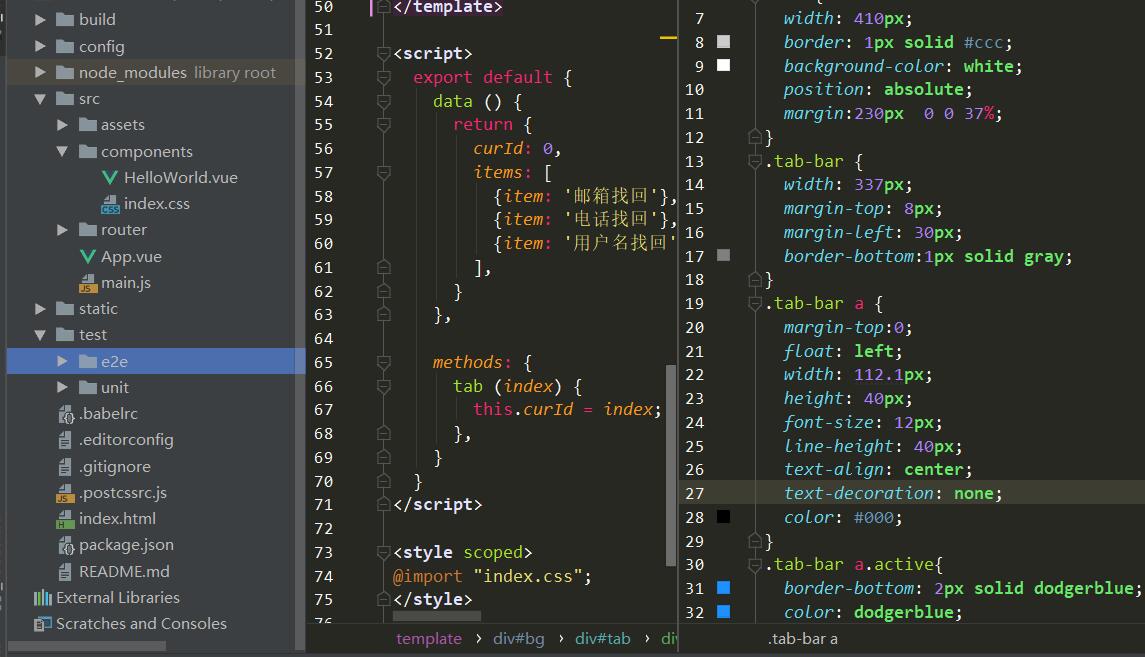 build
config
node_modules library root
src
assets
components
HelloWorld.vue
index.css
router
App.vue
main.js
static
test
e2e
unit
.babelrc
.editorconfig
.gitignore
.postcssrc.js
index.html
package.json
README.md
External Libraries
Scratches and Consoles
50 </template>
51
52 <script>
53 export default {
54 data () {
55 return {
56 curId: 0,
57 items: [
58 {item: '邮箱找回'},
59 {item: '电话找回'},
60 {item: '用户名找回'
61 ],
62 }
63 },
64
65 methods: {
66 tab (index) {
67 this.curId = index;
68 },
69 }
70 }
71 </script>
72
73 <style scoped>
74 @import "index.css";
75 </style>
76
template › div#bg › div#tab › div
7 width: 410px;
8 border: 1px solid #ccc;
9 background-color: white;
10 position: absolute;
11 margin:230px 0 0 37%;
12 }
13 .tab-bar {
14 width: 337px;
15 margin-top: 8px;
16 margin-left: 30px;
17 border-bottom:1px solid gray;
18 }
19 .tab-bar a {
20 margin-top:0;
21 float: left;
22 width: 112.1px;
23 height: 40px;
24 font-size: 12px;
25 line-height: 40px;
26 text-align: center;
27 text-decoration: none;
28 color: #000;
29 }
30 .tab-bar a.active{
31 border-bottom: 2px solid dodgerblue;
32 color: dodgerblue;
.tab-bar a